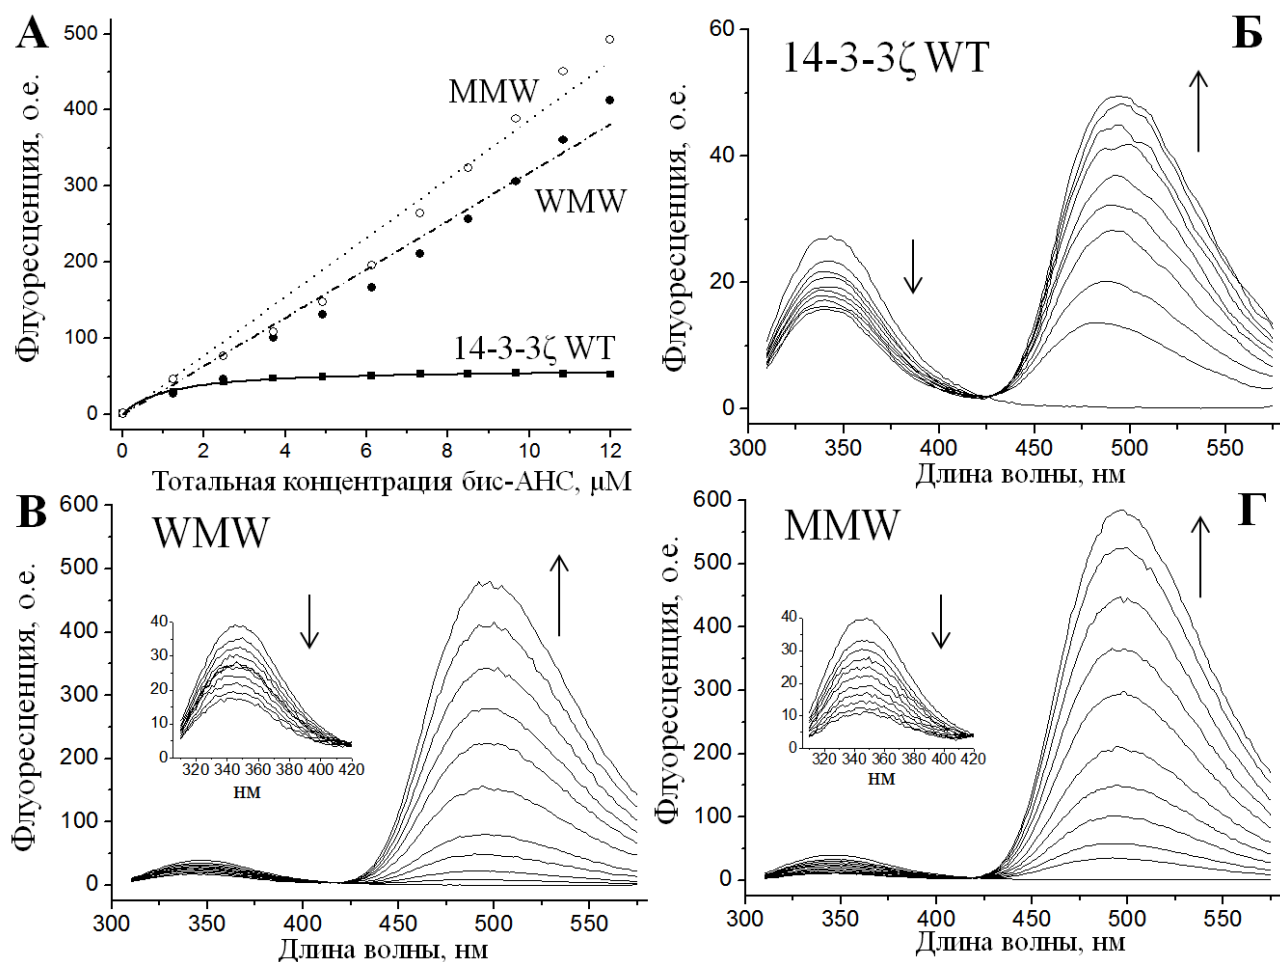 А
Флуоресценция, о.е.
500
400
300
200
100
0
MMW
WMW
14-3-3ζ WT
0 2 4 6 8 10 12
Тотальная концентрация бис-АНС, μМ
Б
14-3-3ζ WT
Флуоресценция, о.е.
60
40
20
0
300 350 400 450 500 550
Длина волны, нм
В
WMW
Флуоресценция, о.е.
600
500
400
300
200
100
0
40
30
20
10
0
320 340 360 380 400 420
нм
300 350 400 450 500 550
Длина волны, нм
Г
MMW
Флуоресценция, о.е.
600
500
400
300
200
100
0
40
30
20
10
0
320 340 360 380 400 420
нм
300 350 400 450 500 550
Длина волны, нм